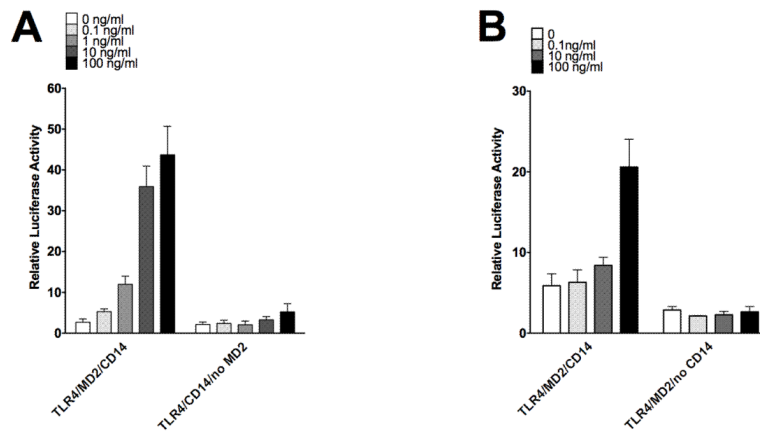 A
0 ng/ml
0.1 ng/ml
1 ng/ml
10 ng/ml
100 ng/ml
Relative Luciferase Activity
60
50
40
30
20
10
0
TLR4/MD2/CD14
TLR4/CD14/no MD2
B
0
0.1ng/ml
10 ng/ml
100 ng/ml
Relative Luciferase Activity
30
20
10
0
TLR4/MD2/CD14
TLR4/MD2/no CD14